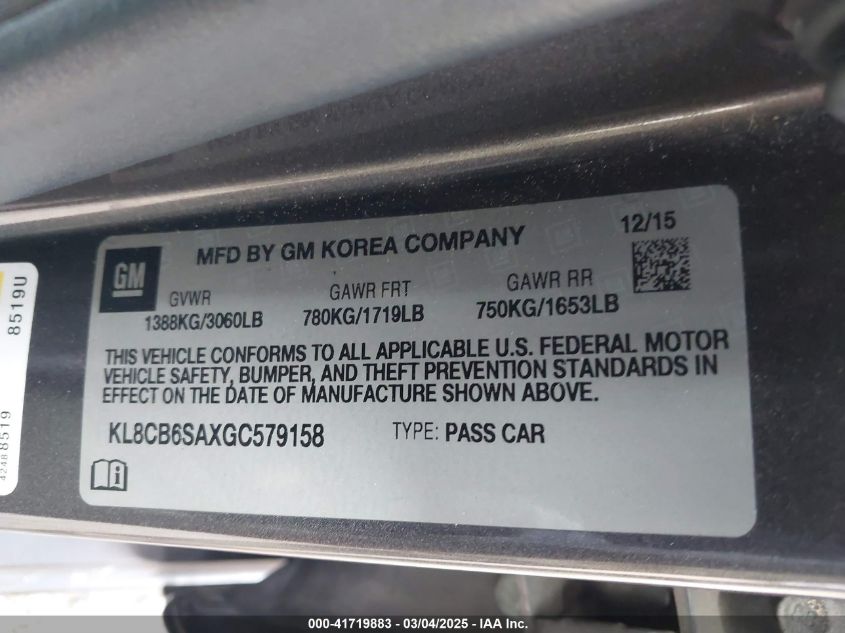 12/15
MFD BY GM KOREA COMPANY
GM
GVWR GAWR FRT GAWR RR
1388KG/3060LB 780KG/1719LB 750KG/1653LB
THIS VEHICLE CONFORMS TO ALL APPLICABLE U.S. FEDERAL MOTOR
VEHICLE SAFETY, BUMPER, AND THEFT PREVENTION STANDARDS IN
EFFECT ON THE DATE OF MANUFACTURE SHOWN ABOVE.
KL8CB6SAXGC579158 TYPE: PASS CAR
8519U
42488519
000-41719883 - 03/04/2025 - IAA Inc.